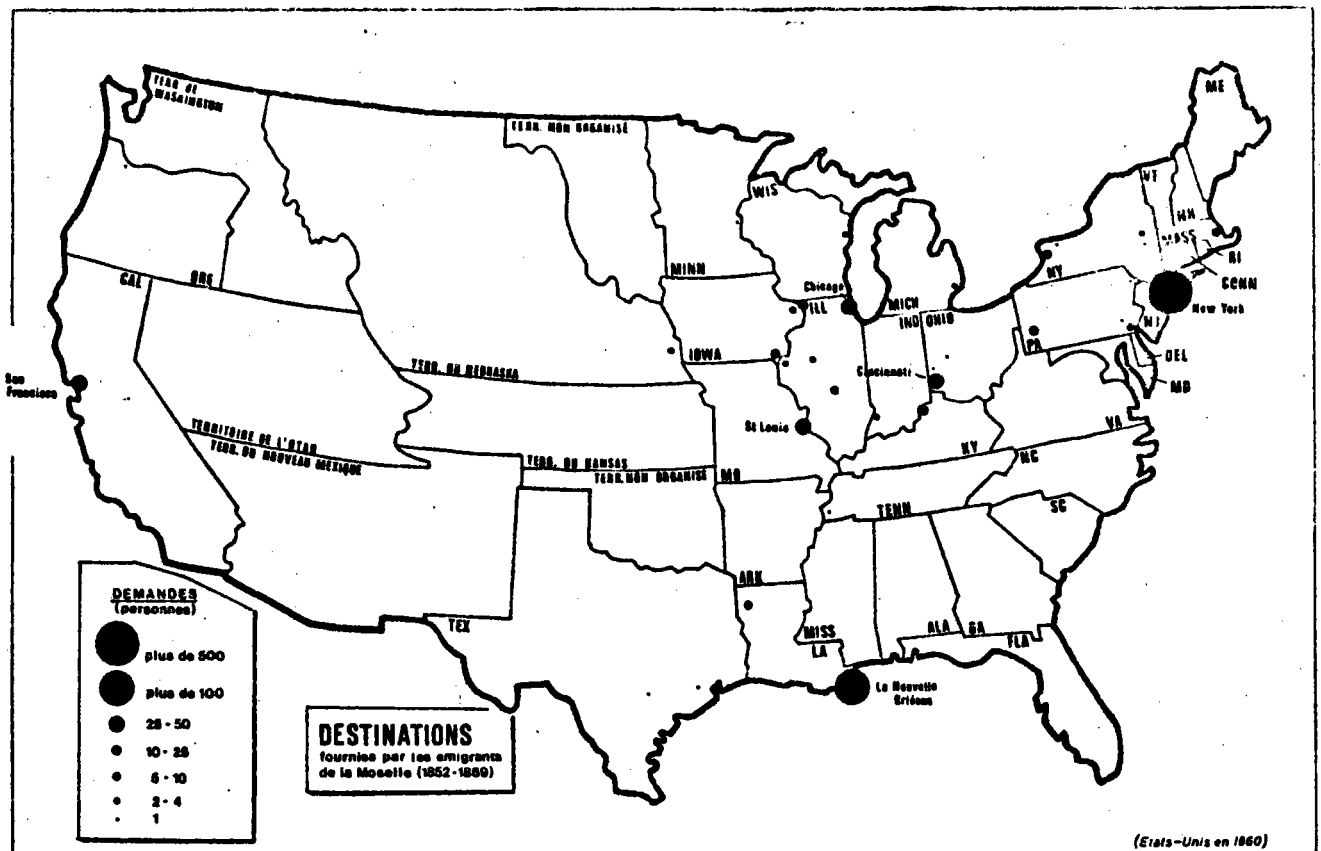 TERR. de
WASHINGTON
TERR. NON ORGANISÉ
ME
WIS
VT
NH
MASS
RI
CONN
NY
New York
MINN
CAL
ORE
Chicago
ILL
MICH
IND
OHIO
PA
NJ
DEL
MD
IOWA
Cincinnati
San
Francisco
TERR. DU NEBRASKA
St Louis
VA
TERRITOIRE DE L'UTAH
TERR. DU NOUVEAU MEXIQUE
TERR. DU KANSAS
TERR. NON ORGANISÉ
MO
KY
NC
TENN
SC
ARK
TEX
MISS
LA
ALA
GA
FLA
La Nouvelle
Orléans
DEMANDES
(personnes)
plus de 500
plus de 100
25-50
10-25
5-10
2-4
1
DESTINATIONS
fournies par les emigrants
de la Moselle (1852-1869)
(Etats-Unis en 1860)